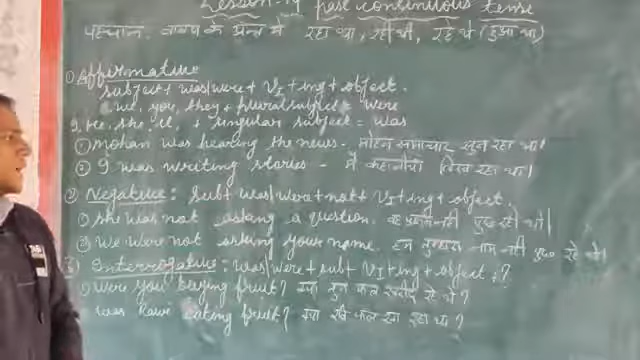 Lesson-19 past continuous tense
पहचान- वाक्य के अन्त में रहा था, रही थी, रहे थे (हुआ था)
① Affirmative
Subject + was/were + V1 + ing + object.
we, you, they + plural subject = were
I, He, she, it, + singular subject = was
① mohan was hearing the news - मोहन समाचार सुन रहा था।
② I was writing stories - मैं कहानीयाँ लिख रहा था।
② Negative: Sub + was/were + not + V1 + ing + object.
① she was not asking a question. वह प्रश्न नहीं पूछ रही थी।
② We were not asking your name. हम तुम्हारा नाम नहीं पूछ रहे थे।
③ Interrogative: was/were + sub + V1 + ing + object + ?
① were you buying fruit? क्या तुम फल खरीद रहे थे?
was Ravi eating fruit? क्या रवि फल खा रहा था?